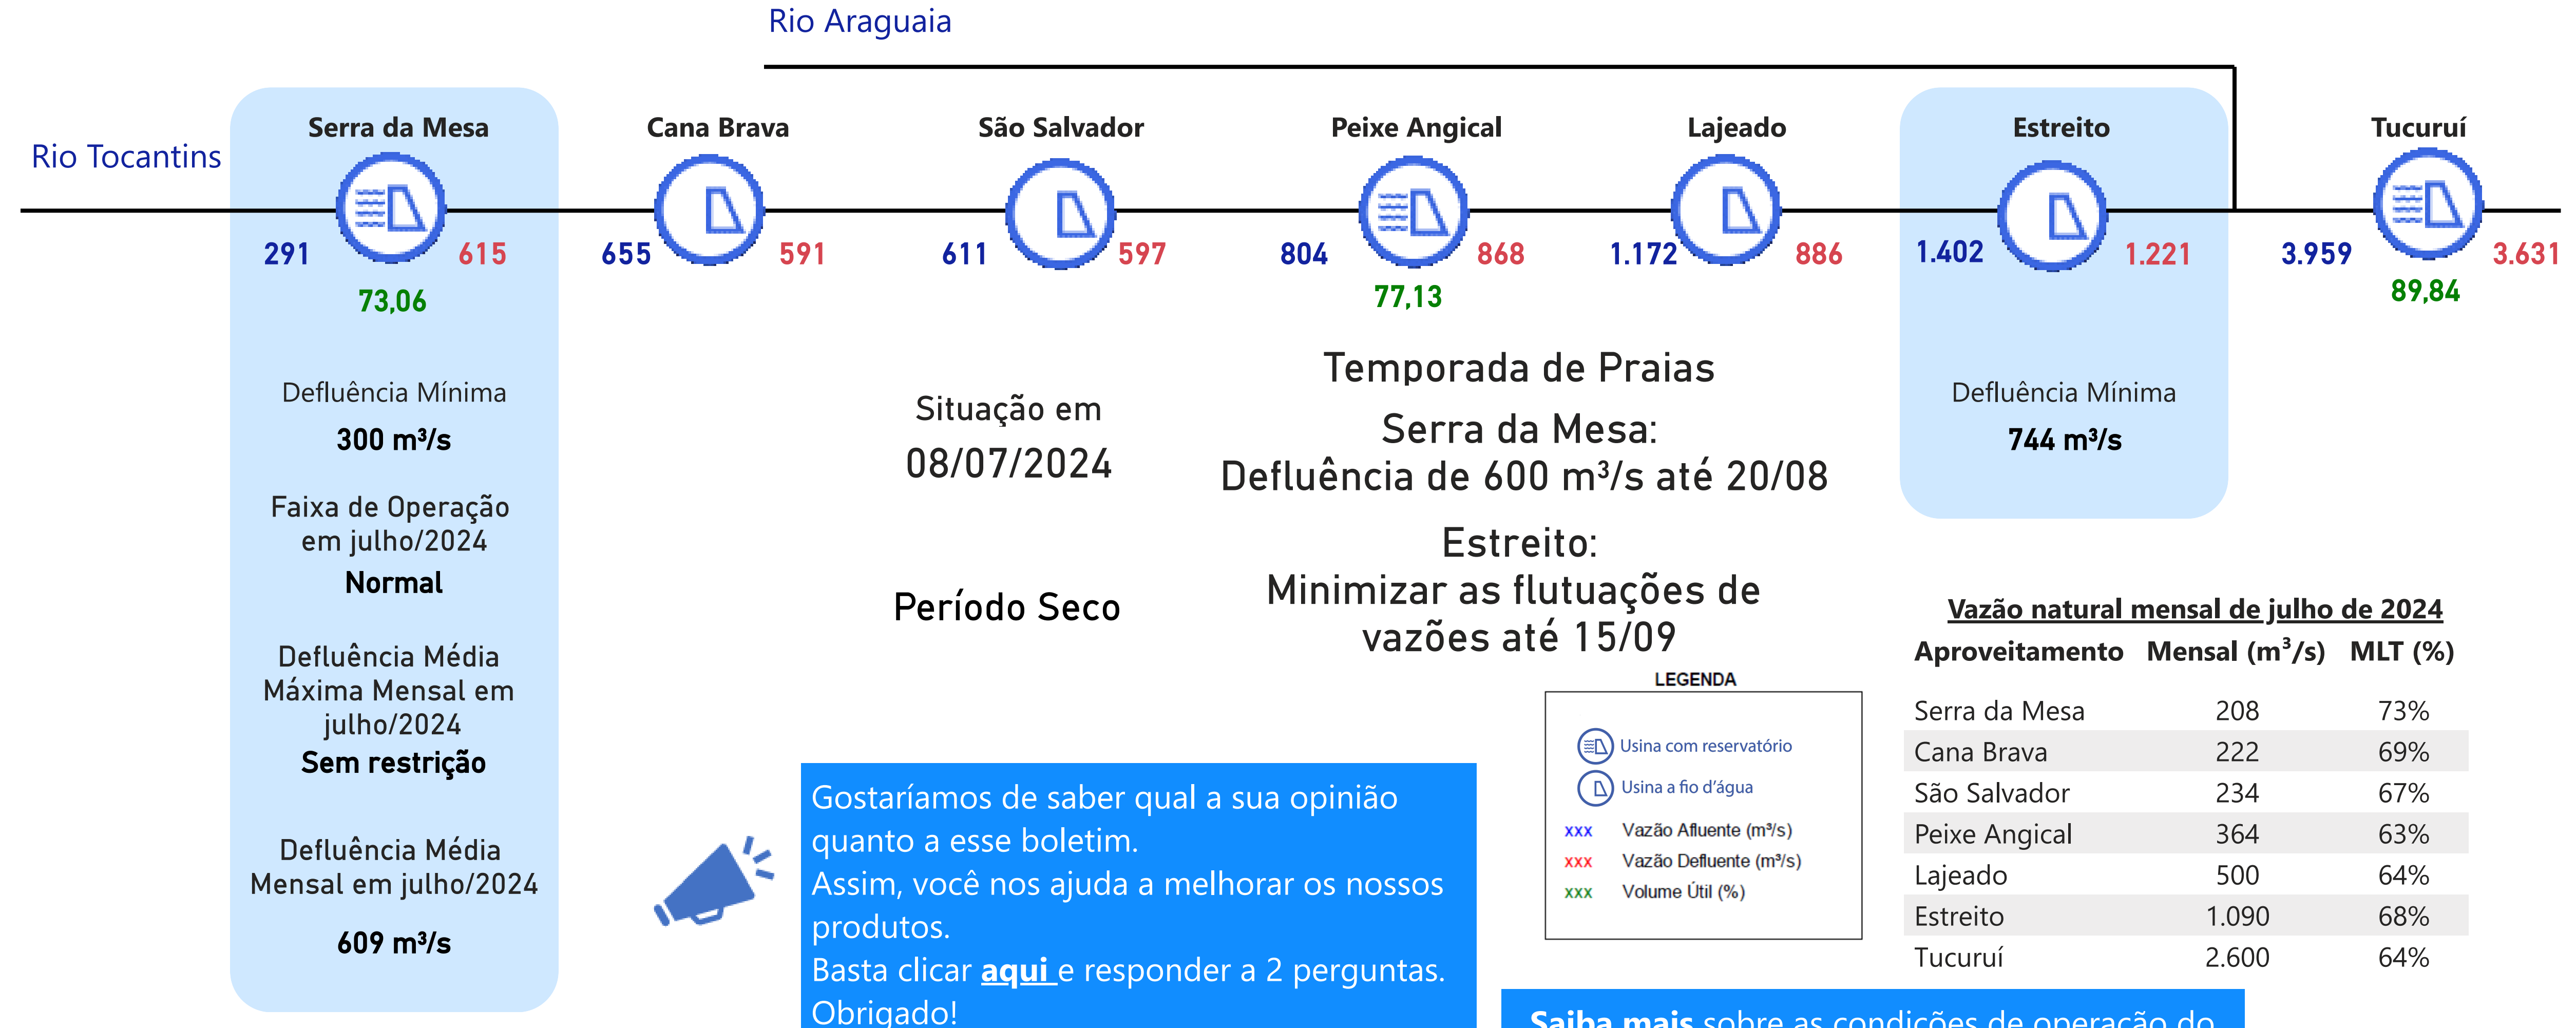 Rio Araguaia
Rio Tocantins
Serra da Mesa
291
615
73,06
Defluência Mínima
300 m³/s
Faixa de Operação
em julho/2024
Normal
Defluência Média
Máxima Mensal em
julho/2024
Sem restrição
Defluência Média
Mensal em julho/2024
609 m³/s
Cana Brava
655
591
São Salvador
611
597
Peixe Angical
804
868
77,13
Lajeado
1.172
886
Estreito
1.402
1.221
Defluência Mínima
744 m³/s
Tucuruí
3.959
3.631
89,84
Situação em
08/07/2024
Período Seco
Temporada de Praias
Serra da Mesa:
Defluência de 600 m³/s até 20/08
Estreito:
Minimizar as flutuações de
vazões até 15/09
LEGENDA
Usina com reservatório
Usina a fio d'água
xxx Vazão Afluente (m³/s)
xxx Vazão Defluente (m³/s)
xxx Volume Útil (%)
Vazão natural mensal de julho de 2024
Aproveitamento Mensal (m³/s) MLT (%)
Serra da Mesa 208 73%
Cana Brava 222 69%
São Salvador 234 67%
Peixe Angical 364 63%
Lajeado 500 64%
Estreito 1.090 68%
Tucuruí 2.600 64%
Gostaríamos de saber qual a sua opinião
quanto a esse boletim.
Assim, você nos ajuda a melhorar os nossos
produtos.
Basta clicar aqui e responder a 2 perguntas.
Obrigado!
Saiba mais sobre as condições de operação do